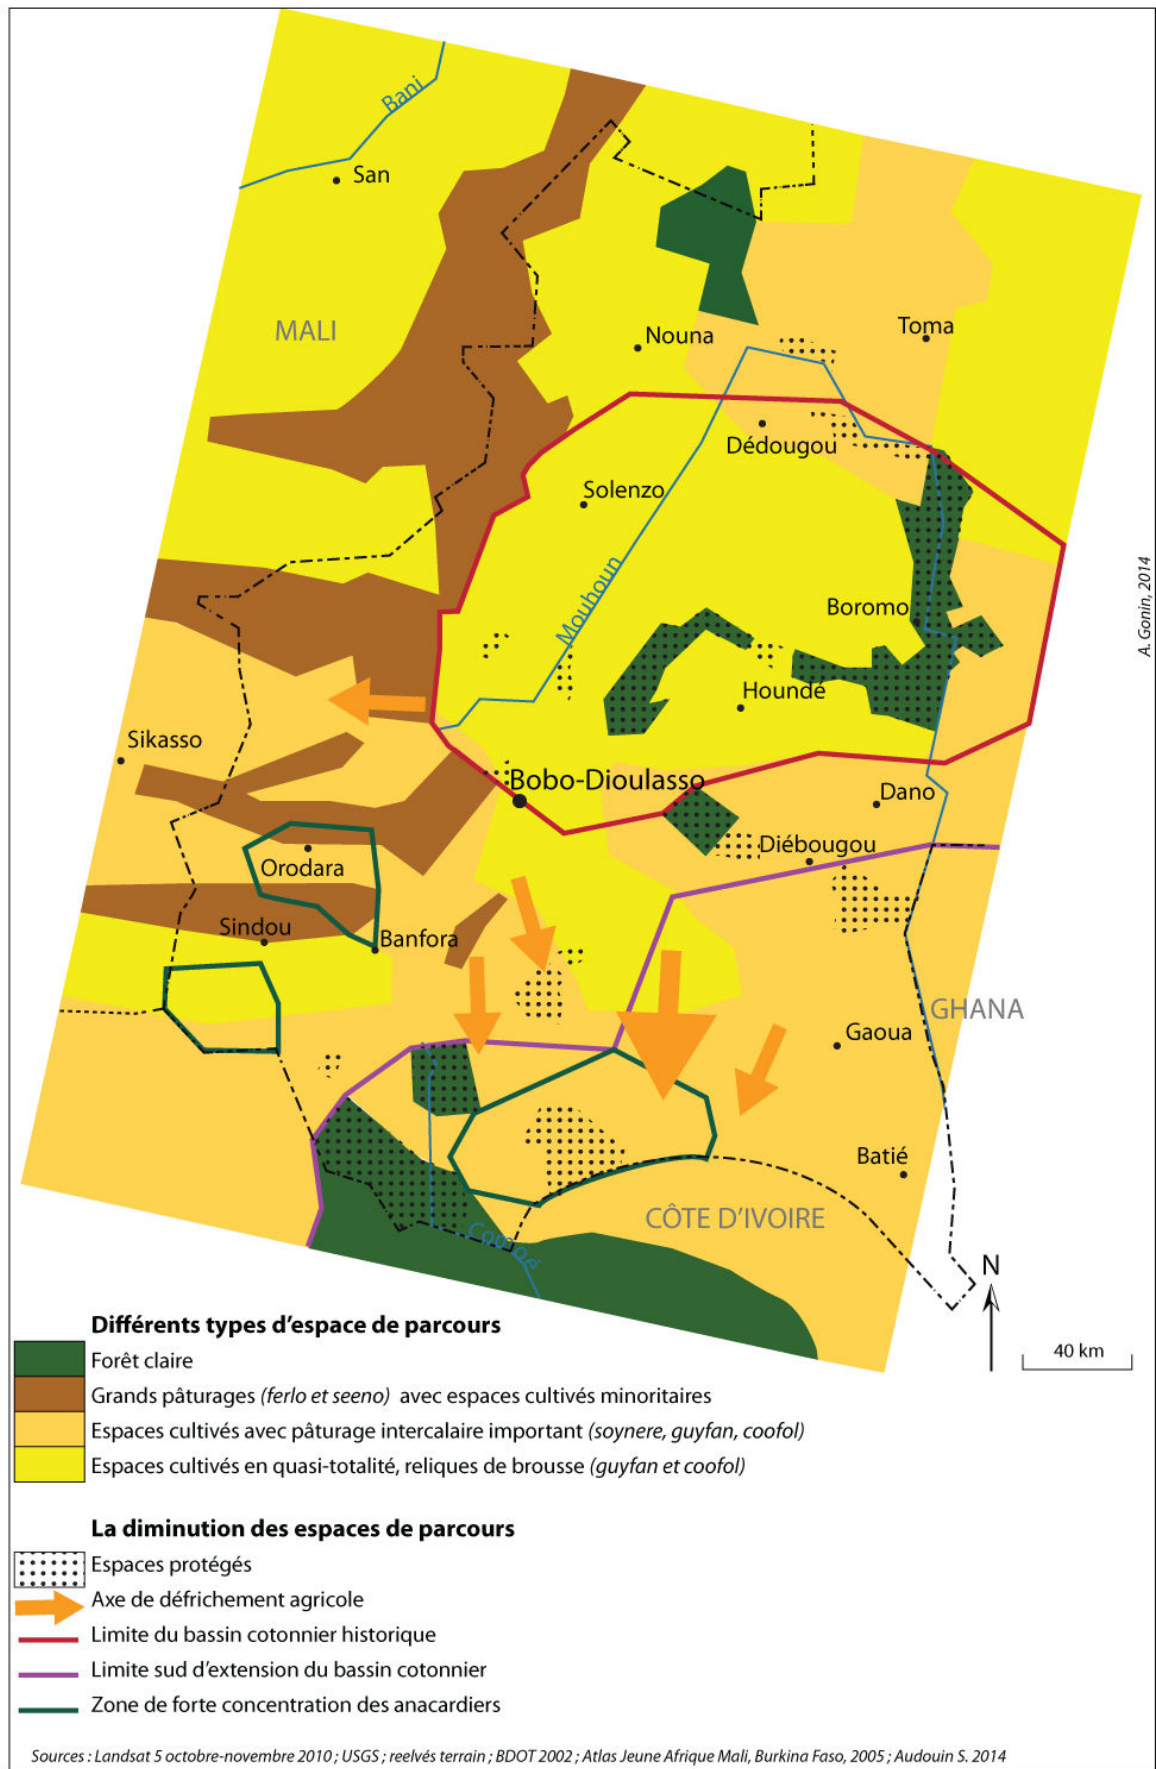 Bani
San
MALI
Nouna
Toma
Dédougou
Solenzo
Mouhoun
Boromo
A. Gonin, 2014
Houndé
Sikasso
Bobo-Dioulasso
Dano
Diébougou
Orodara
Sindou
Banfora
GHANA
Gaoua
Batié
CÔTE D'IVOIRE
Comoé
N
40 km
Différents types d'espace de parcours
Forêt claire
Grands pâturages (ferlo et seeno) avec espaces cultivés minoritaires
Espaces cultivés avec pâturage intercalaire important (soynere, guyfan, coofol)
Espaces cultivés en quasi-totalité, reliques de brousse (guyfan et coofol)
La diminution des espaces de parcours
Espaces protégés
Axe de défrichement agricole
Limite du bassin cotonnier historique
Limite sud d'extension du bassin cotonnier
Zone de forte concentration des anacardiers
Sources : Landsat 5 octobre-novembre 2010 ; USGS ; reelvés terrain ; BDOT 2002 ; Atlas Jeune Afrique Mali, Burkina Faso, 2005 ; Audouin S. 2014